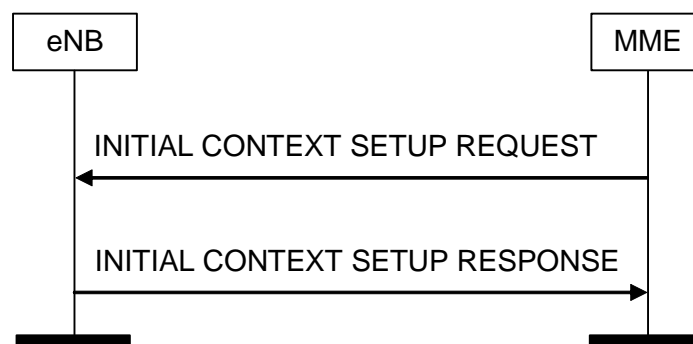 eNB
MME
INITIAL CONTEXT SETUP REQUEST
INITIAL CONTEXT SETUP RESPONSE